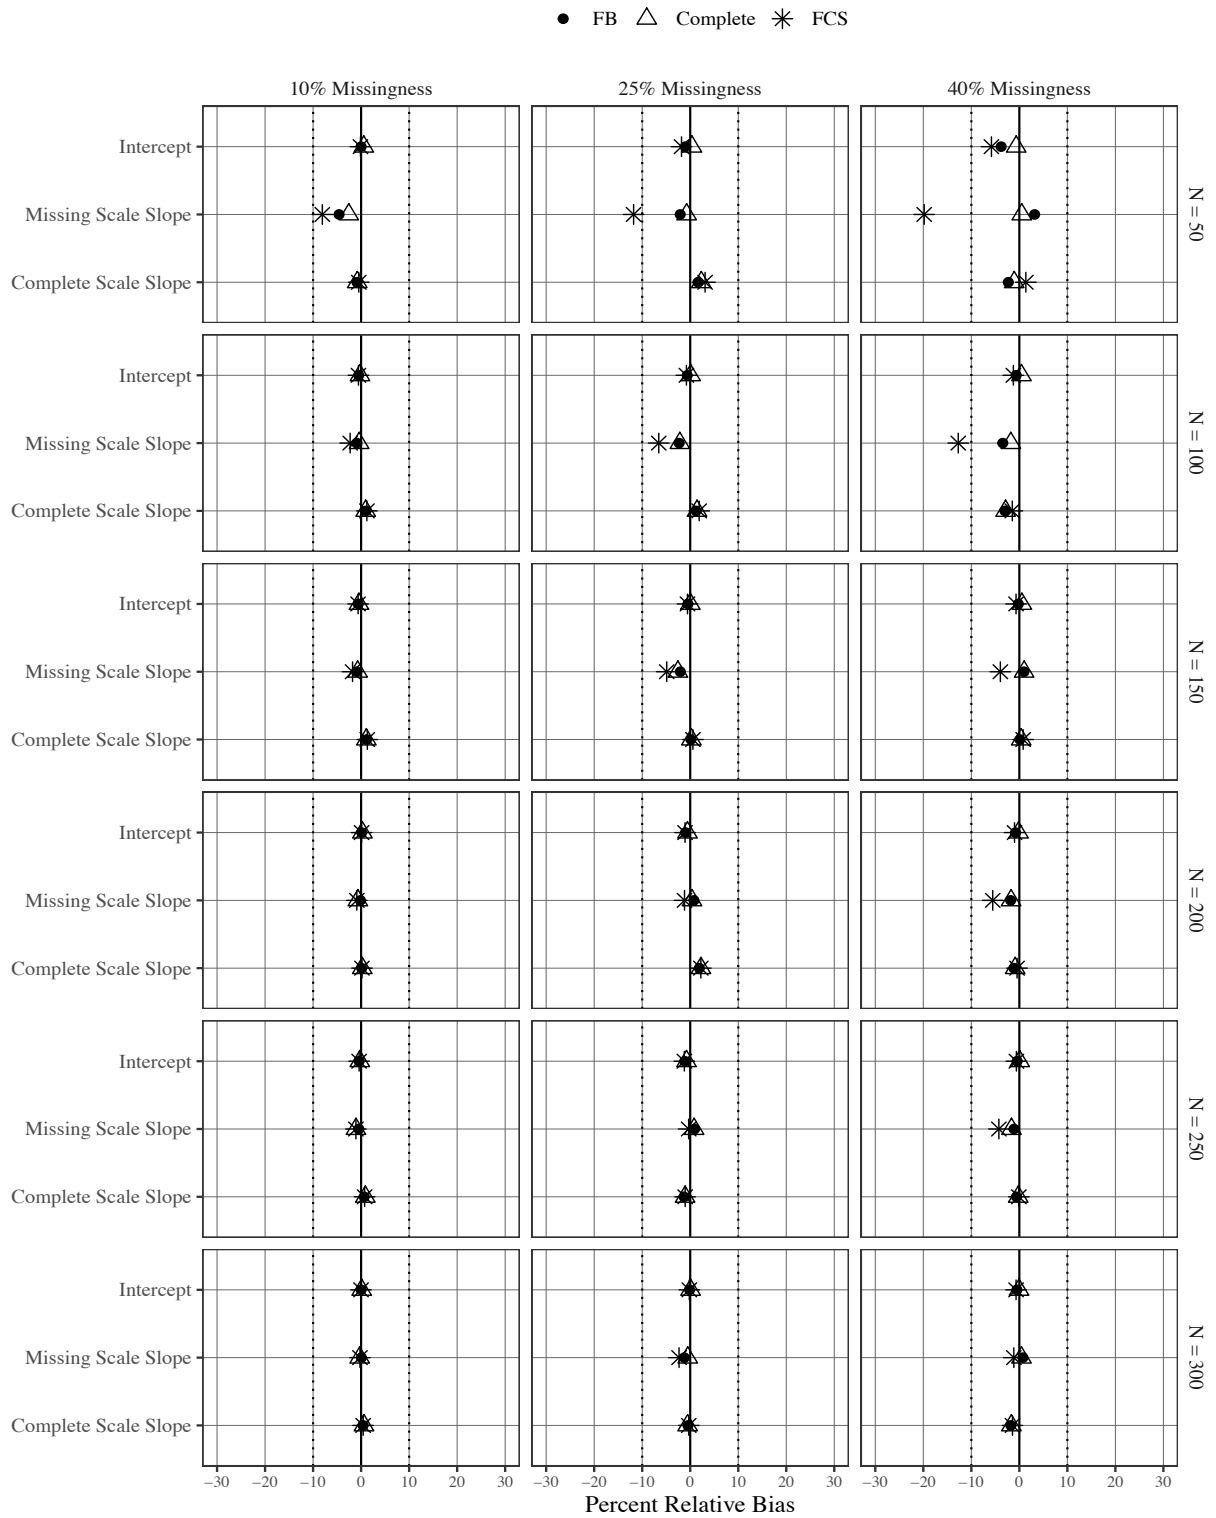 FB Complete FCS
10% Missingness 25% Missingness 40% Missingness
Intercept
Missing Scale Slope
Complete Scale Slope
N = 50
Intercept
Missing Scale Slope
Complete Scale Slope
N = 100
Intercept
Missing Scale Slope
Complete Scale Slope
N = 150
Intercept
Missing Scale Slope
Complete Scale Slope
N = 200
Intercept
Missing Scale Slope
Complete Scale Slope
N = 250
Intercept
Missing Scale Slope
Complete Scale Slope
N = 300
−30 −20 −10 0 10 20 30 −30 −20 −10 0 10 20 30 −30 −20 −10 0 10 20 30
Percent Relative Bias